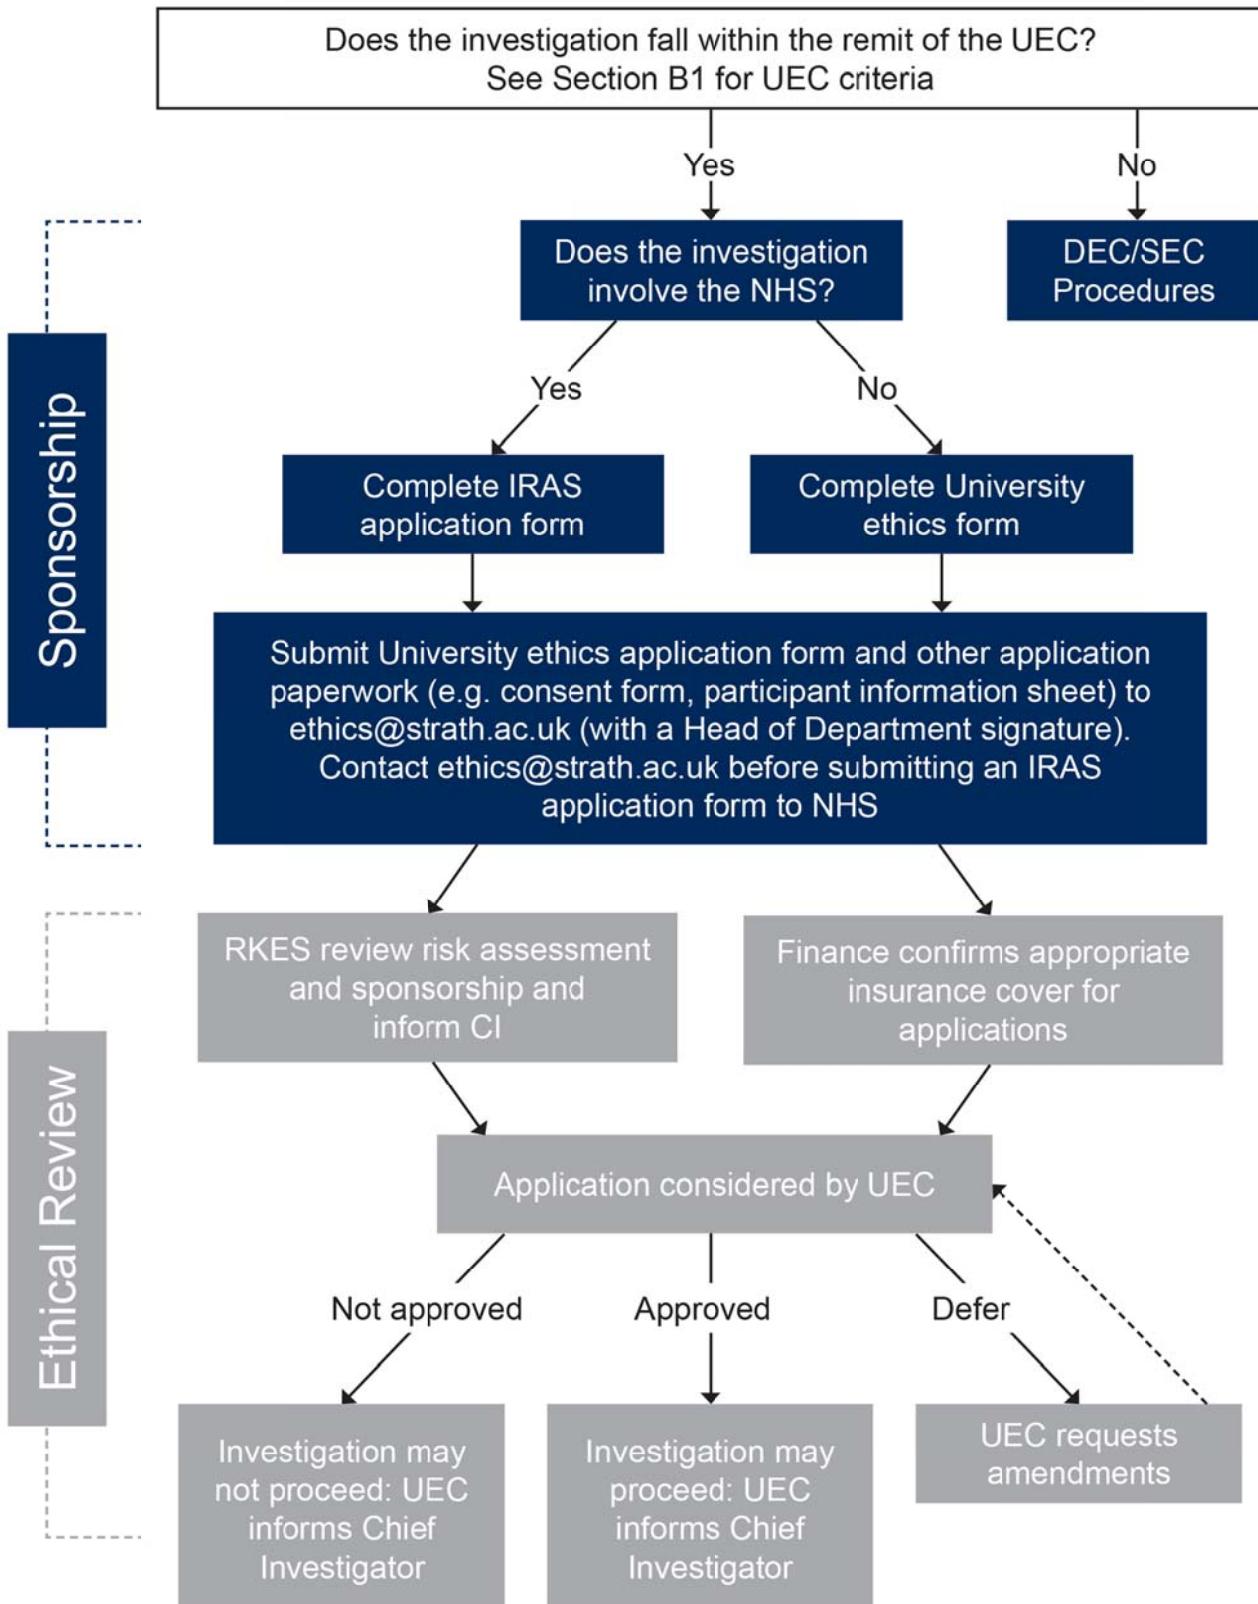 Does the investigation fall within the remit of the UEC?
See Section B1 for UEC criteria
Yes
No
Sponsorship
Does the investigation
involve the NHS?
DEC/SEC
Procedures
Yes
No
Complete IRAS
application form
Complete University
ethics form
Submit University ethics application form and other application
paperwork (e.g. consent form, participant information sheet) to
ethics@strath.ac.uk (with a Head of Department signature).
Contact ethics@strath.ac.uk before submitting an IRAS
application form to NHS
Ethical Review
RKES review risk assessment
and sponsorship and
inform CI
Finance confirms appropriate
insurance cover for
applications
Application considered by UEC
Not approved
Approved
Defer
Investigation may
not proceed: UEC
informs Chief
Investigator
Investigation may
proceed: UEC
informs Chief
Investigator
UEC requests
amendments